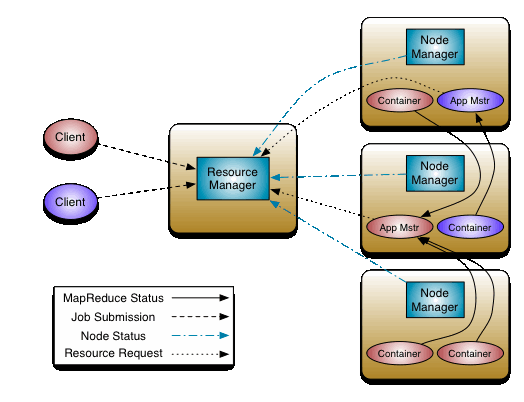 Node
Manager
Container
App Mstr
Client
Resource
Manager
Client
Node
Manager
App Mstr
Container
Node
Manager
Container
Container
MapReduce Status
Job Submission
Node Status
Resource Request